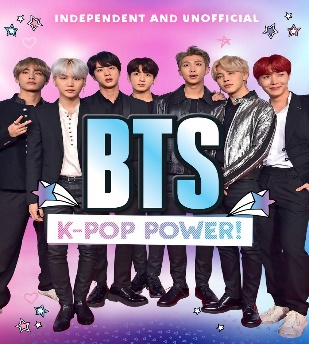 INDEPENDENT AND UNOFFICIAL
BTS
K-POP POWER!